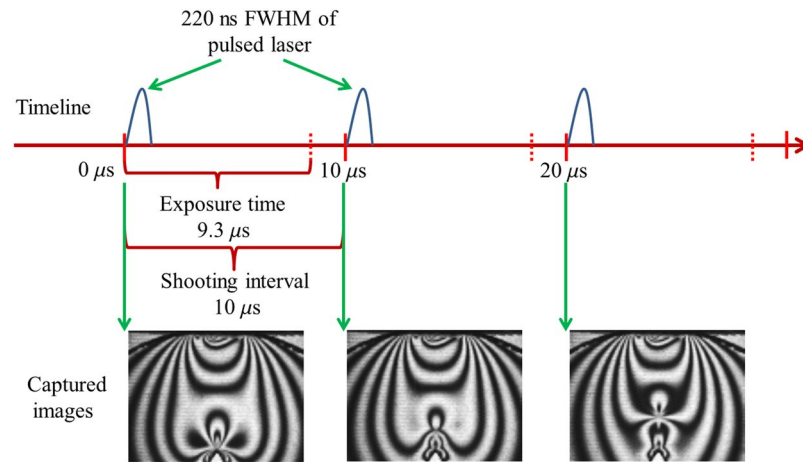 220 ns FWHM of
pulsed laser
Timeline
0 μs
10 μs
20 μs
Exposure time
9.3 μs
Shooting interval
10 μs
Captured
images